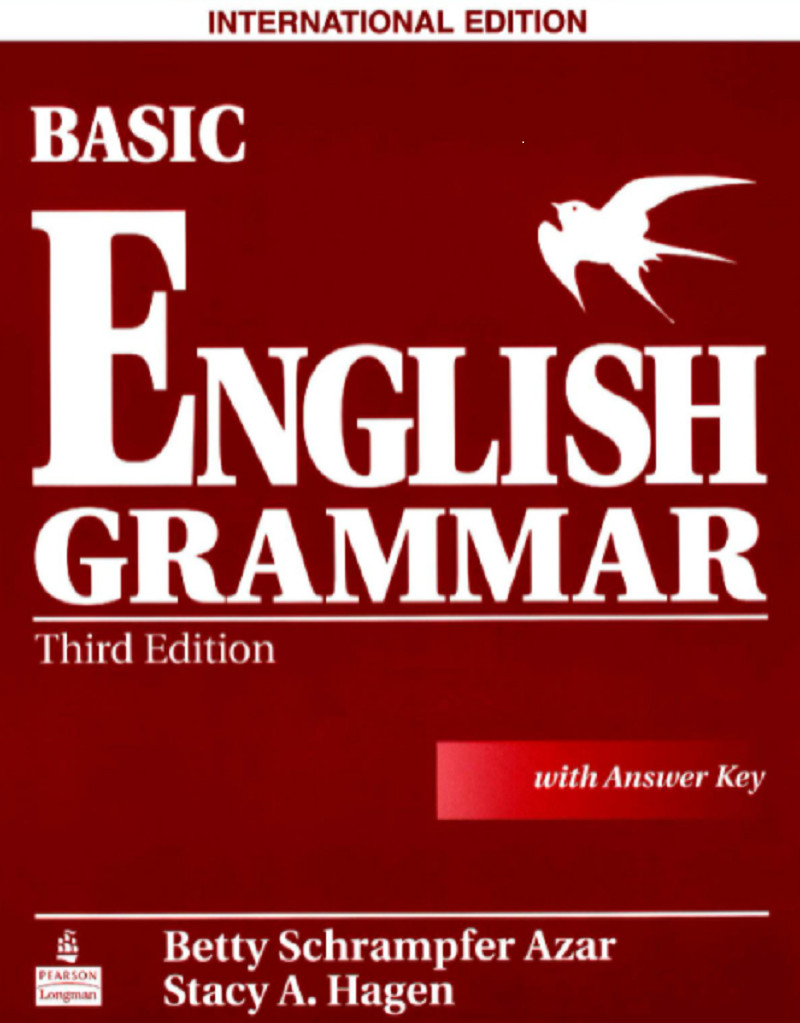 INTERNATIONAL EDITION
BASIC
ENGLISH
GRAMMAR
Third Edition
with Answer Key
Betty Schrampfer Azar
Stacy A. Hagen
PEARSON
Longman